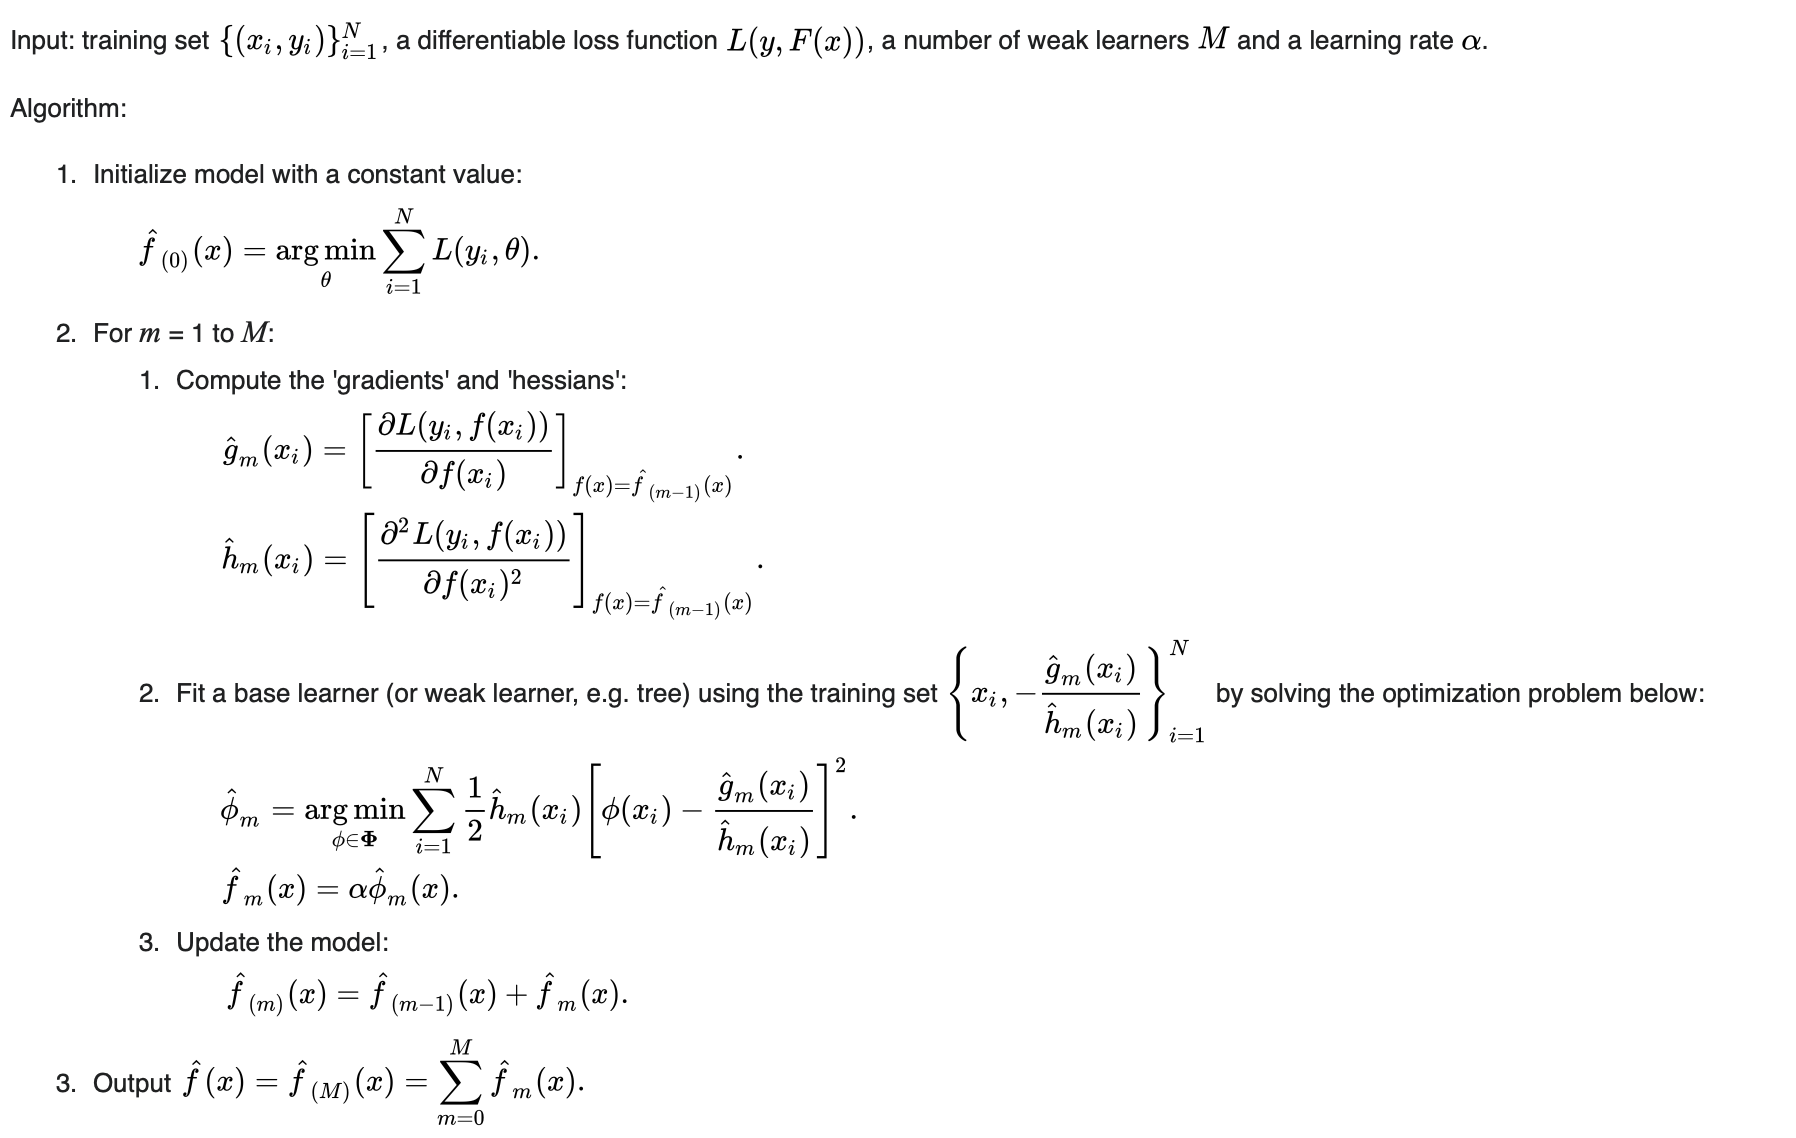 Input: training set $\{(x_i, y_i)\}_{i=1}^{N}$, a differentiable loss function $L(y, F(x))$, a number of weak learners $M$ and a learning rate $\alpha$.
Algorithm:
1. Initialize model with a constant value:
$\hat{f}_{(0)}(x) = \underset{\theta}{\arg\min} \sum_{i=1}^{N} L(y_i, \theta).$
2. For $m$ = 1 to $M$:
1. Compute the 'gradients' and 'hessians':
$\hat{g}_m(x_i) = \left[ \frac{\partial L(y_i, f(x_i))}{\partial f(x_i)} \right]_{f(x)=\hat{f}_{(m-1)}(x)}.$
$\hat{h}_m(x_i) = \left[ \frac{\partial^2 L(y_i, f(x_i))}{\partial f(x_i)^2} \right]_{f(x)=\hat{f}_{(m-1)}(x)}.$
2. Fit a base learner (or weak learner, e.g. tree) using the training set $\left\{ x_i, -\frac{\hat{g}_m(x_i)}{\hat{h}_m(x_i)} \right\}_{i=1}^{N}$ by solving the optimization problem below:
$\hat{\phi}_m = \underset{\phi \in \mathbf{\Phi}}{\arg\min} \sum_{i=1}^{N} \frac{1}{2} \hat{h}_m(x_i) \left[ \phi(x_i) - \frac{\hat{g}_m(x_i)}{\hat{h}_m(x_i)} \right]^2.$
$\hat{f}_m(x) = \alpha \hat{\phi}_m(x).$
3. Update the model:
$\hat{f}_{(m)}(x) = \hat{f}_{(m-1)}(x) + \hat{f}_m(x).$
3. Output $\hat{f}(x) = \hat{f}_{(M)}(x) = \sum_{m=0}^{M} \hat{f}_m(x).$